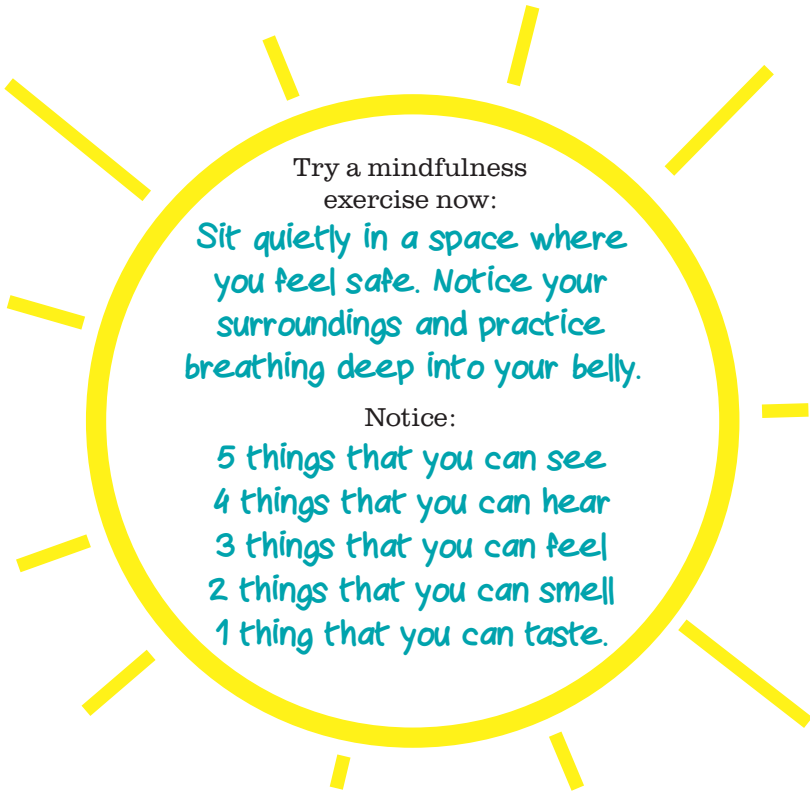 Try a mindfulness
exercise now:
Sit quietly in a space where
you feel safe. Notice your
surroundings and practice
breathing deep into your belly.
Notice:
5 things that you can see
4 things that you can hear
3 things that you can feel
2 things that you can smell
1 thing that you can taste.